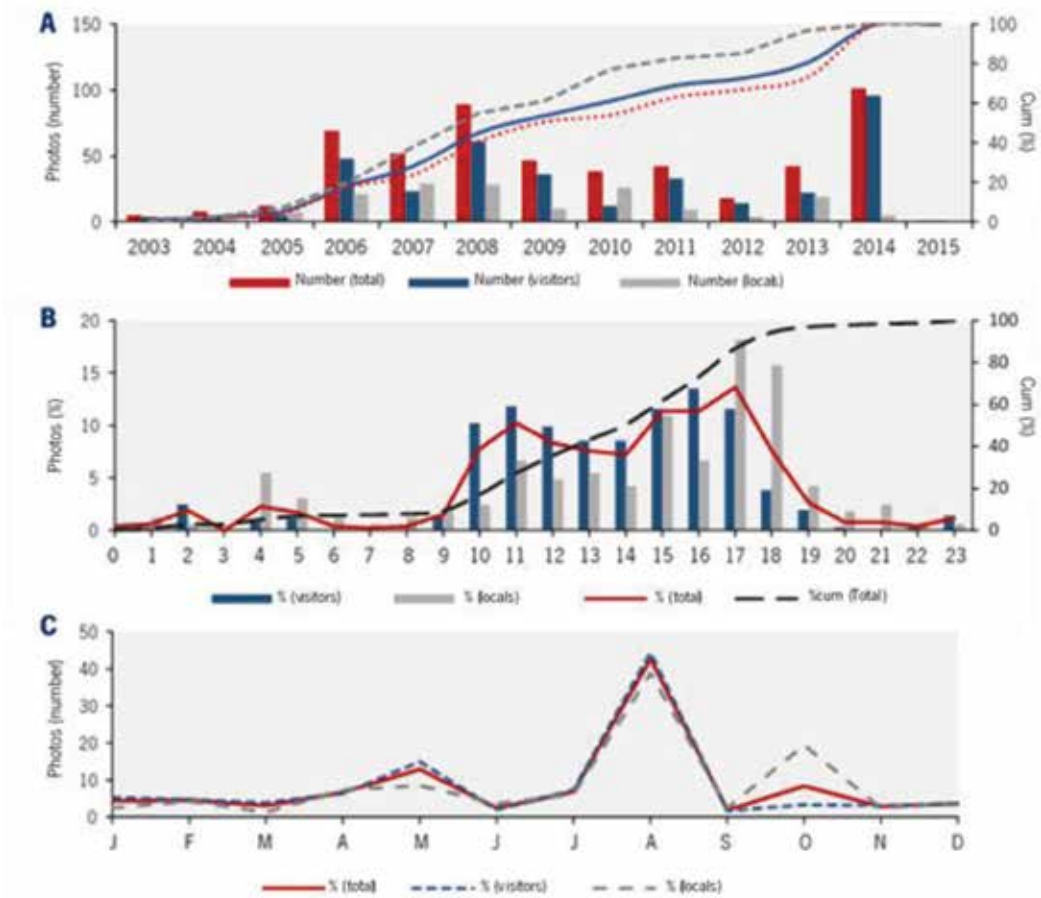 A
150 100
100 80
50 60
0 40
20
0
Photos (number)
Cum (%)
2003 2004 2005 2006 2007 2008 2009 2010 2011 2012 2013 2014 2015
Number (total) Number (visitors) Number (locals)
B
20 100
15 80
10 60
5 40
0 20
0
Photos (%)
Cum (%)
0 1 2 3 4 5 6 7 8 9 10 11 12 13 14 15 16 17 18 19 20 21 22 23
% (visitors) % (locals) % (total) %cum (Total)
C
50
40
30
20
10
0
Photos (number)
J F M A M J J A S O N D
% (total) % (visitors) % (locals)